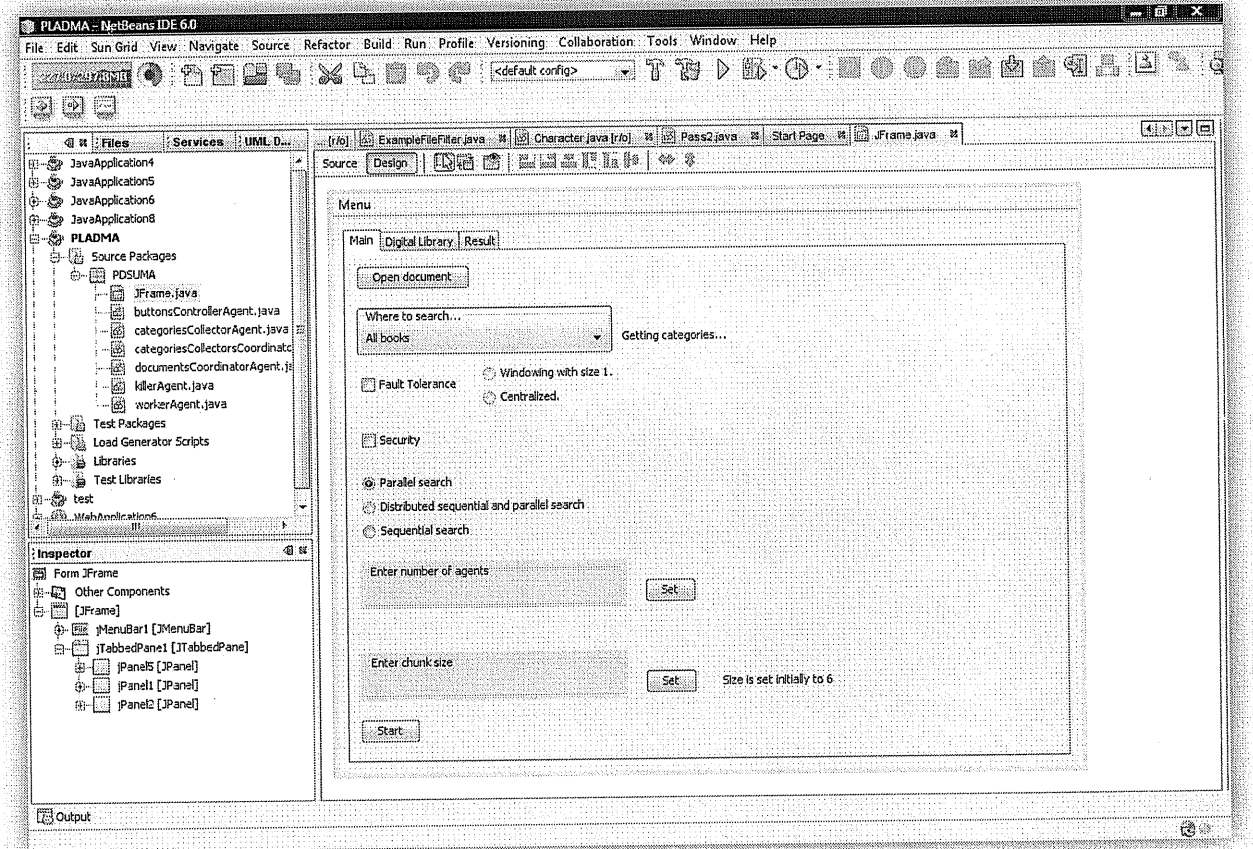 PLADMA - NetBeans IDE 6.0
File Edit Sun Grid View Navigate Source Refactor Build Run Profile Versioning Collaboration Tools Window Help
<default config>
Files Services UML D...
...[r/o] ExampleFileFilter.java Character.java [r/o] Pass2.java Start Page JFrame.java
Source Design
JavaApplication4
JavaApplication5
JavaApplication6
JavaApplication8
PLADMA
Source Packages
PDSUMA
JFrame.java
buttonsControllerAgent.java
categoriesCollectorAgent.java
categoriesCollectorsCoordinatc
documentsCoordinatorAgent.ja
killerAgent.java
workerAgent.java
Test Packages
Load Generator Scripts
Libraries
Test Libraries
test
WebApplication6
Inspector
Form JFrame
Other Components
[JFrame]
jMenuBar1 [JMenuBar]
jTabbedPane1 [JTabbedPane]
jPanel5 [JPanel]
jPanel1 [JPanel]
jPanel2 [JPanel]
Menu
Main Digital Library Result
Open document
Where to search...
All books
Getting categories...
Fault Tolerance
Windowing with size 1.
Centralized.
Security
Parallel search
Distributed sequential and parallel search
Sequential search
Enter number of agents
Set
Enter chunk size
Set
Size is set initially to 6
Start
Output